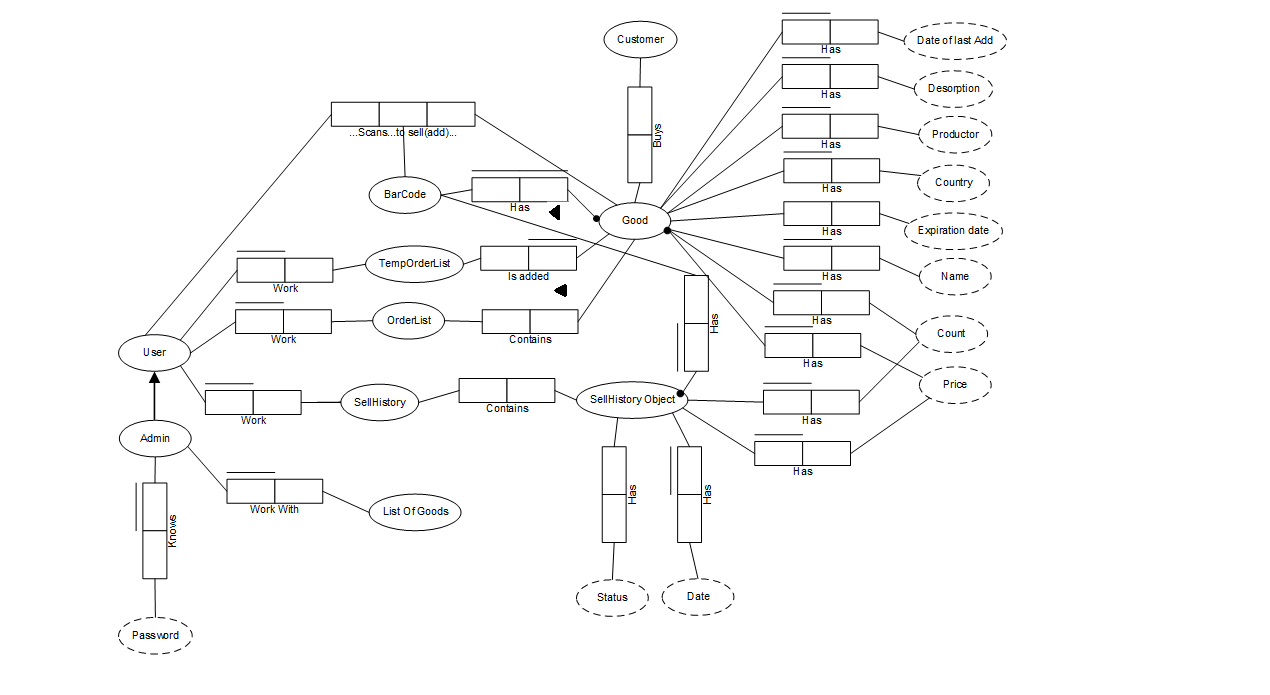 Customer
Date of last Add
Has
Desorption
Has
...Scans...to sell(add)...
Buys
Productor
Has
BarCode
Has
Country
Has
Good
Expiration date
Has
TempOrderList
Is added
Name
Has
Work
OrderList
Contains
Has
Has
Count
Work
User
Has
Price
SellHistory
Contains
SellHistory Object
Has
Work
Admin
Has
Work With
List Of Goods
Has
Has
Knows
Status
Date
Password